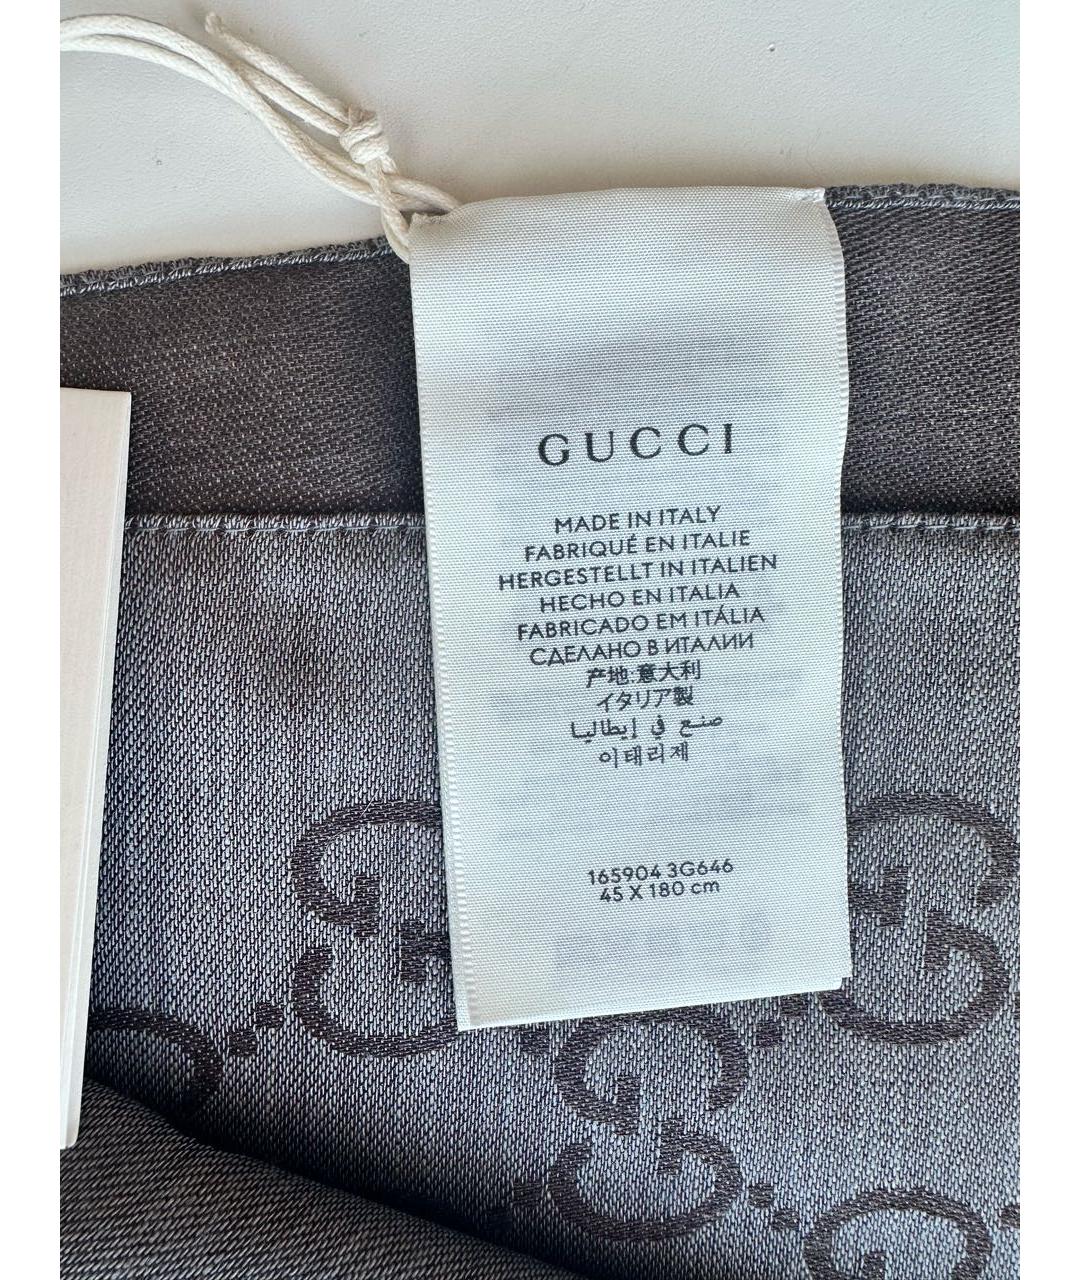 GUCCI
MADE IN ITALY
FABRIQUÉ EN ITALIE
HERGESTELLT IN ITALIEN
HECHO EN ITALIA
FABRICADO EM ITÁLIA
СДЕЛАНО В ИТАЛИИ
产地:意大利
イタリア製
صنع في إيطاليا
이태리제
165904 3G646
45 X 180 cm